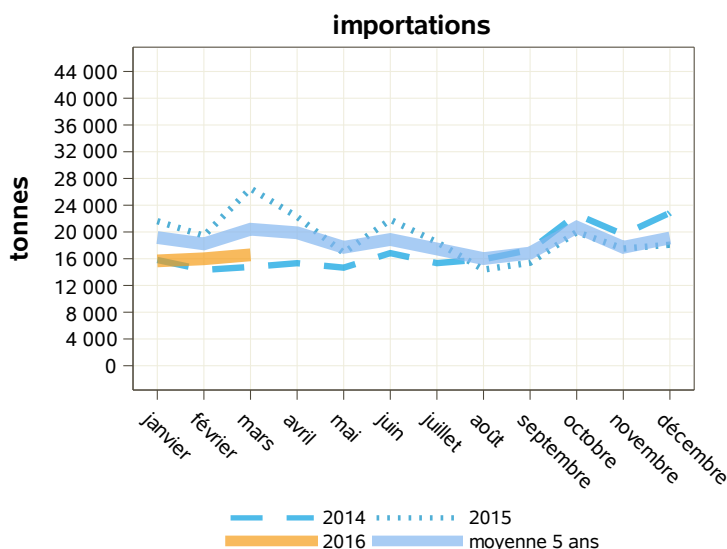 importations
tonnes
44 000
40 000
36 000
32 000
28 000
24 000
20 000
16 000
12 000
8 000
4 000
0
janvier
février
mars
avril
mai
juin
juillet
août
septembre
octobre
novembre
décembre
2014
2015
2016
moyenne 5 ans